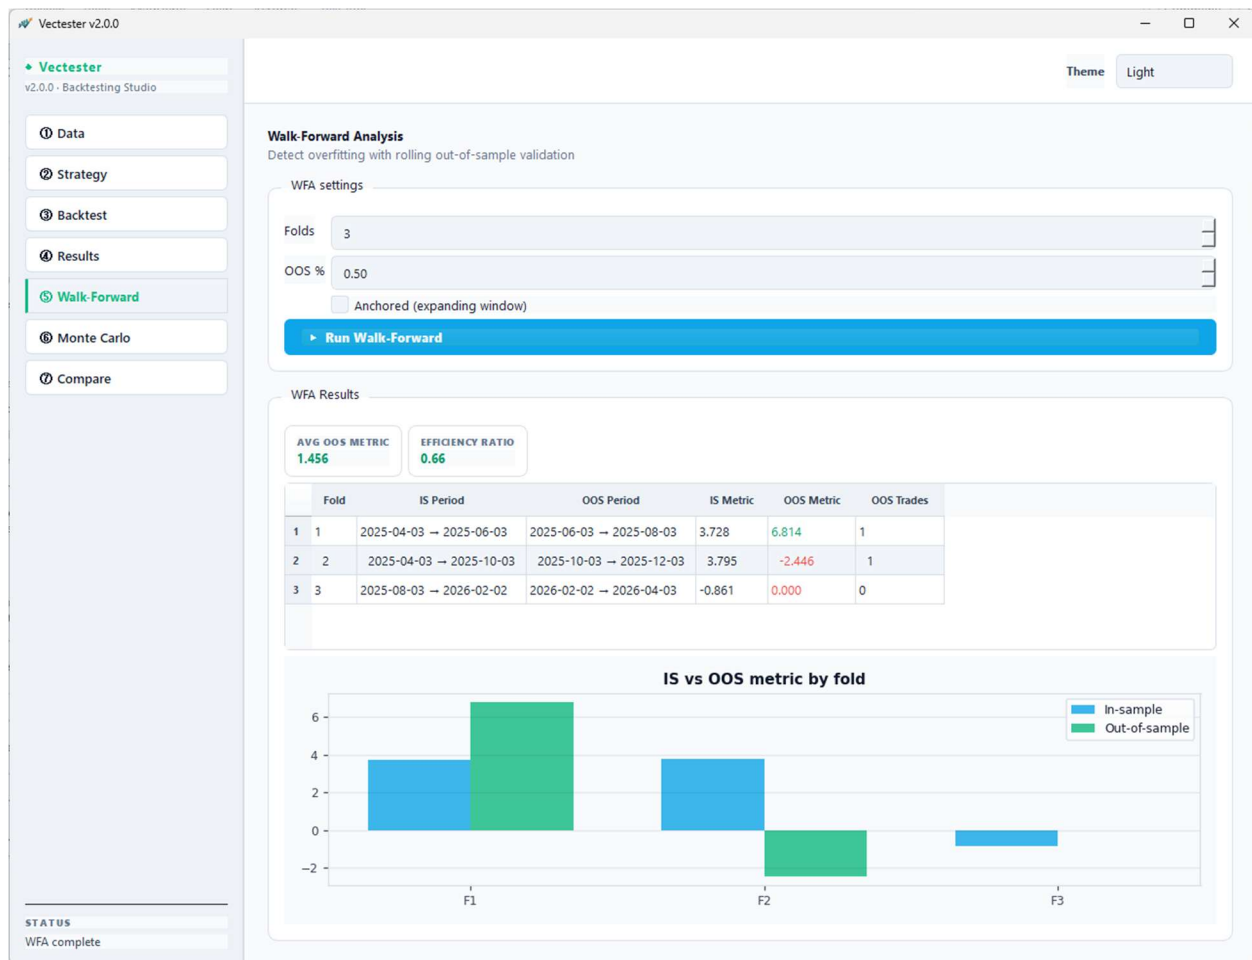 Vectester v2.0.0
Vectester
v2.0.0 · Backtesting Studio
Theme
Light
① Data
② Strategy
③ Backtest
④ Results
⑤ Walk-Forward
⑥ Monte Carlo
⑦ Compare
Walk-Forward Analysis
Detect overfitting with rolling out-of-sample validation
WFA settings
Folds 3
OOS % 0.50
Anchored (expanding window)
Run Walk-Forward
WFA Results
AVG OOS METRIC
1.456
EFFICIENCY RATIO
0.66
Fold IS Period OOS Period IS Metric OOS Metric OOS Trades
1 1 2025-04-03 → 2025-06-03 2025-06-03 → 2025-08-03 3.728 6.814 1
2 2 2025-04-03 → 2025-10-03 2025-10-03 → 2025-12-03 3.795 -2.446 1
3 3 2025-08-03 → 2026-02-02 2026-02-02 → 2026-04-03 -0.861 0.000 0
IS vs OOS metric by fold
In-sample
Out-of-sample
6
4
2
0
−2
F1 F2 F3
STATUS
WFA complete